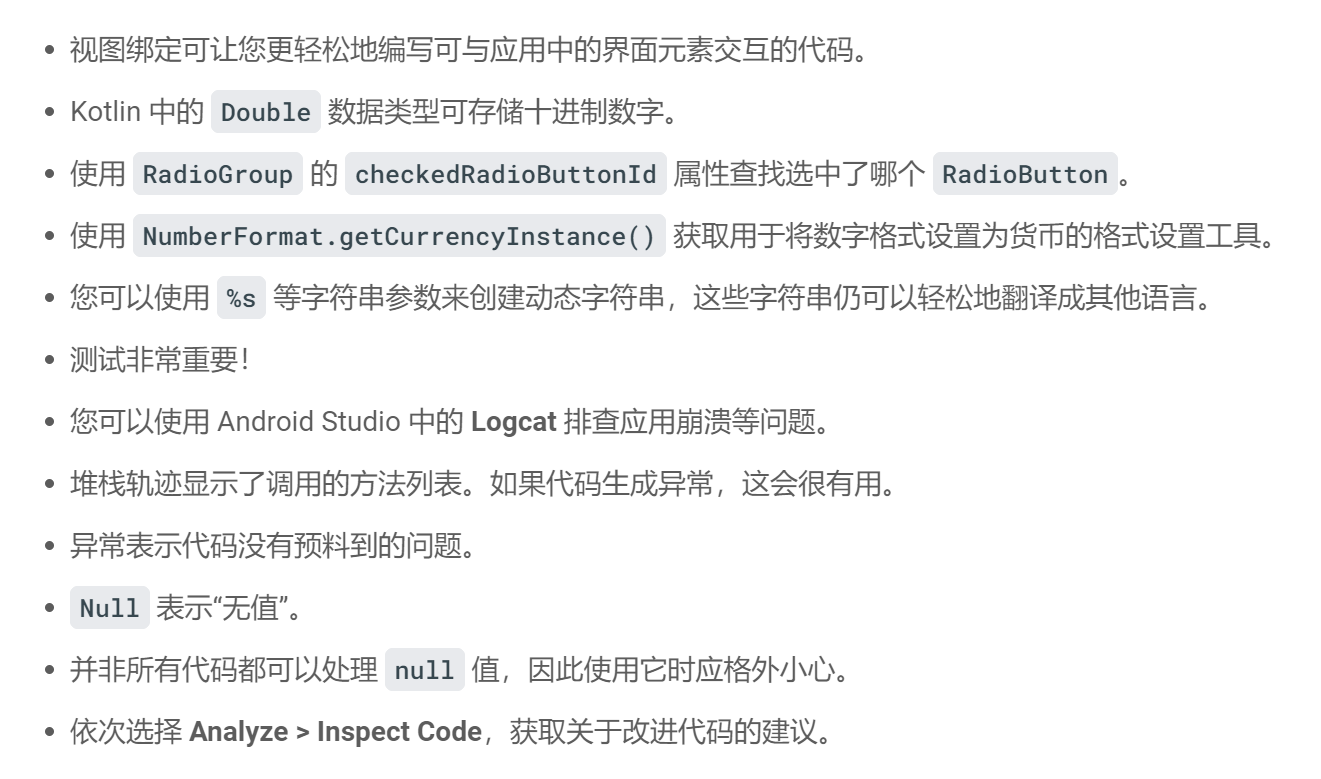 • 视图绑定可让您更轻松地编写可与应用中的界面元素交互的代码。
• Kotlin 中的 Double 数据类型可存储十进制数字。
• 使用 RadioGroup 的 checkedRadioButtonId 属性查找选中了哪个 RadioButton。
• 使用 NumberFormat.getCurrencyInstance() 获取用于将数字格式设置为货币的格式设置工具。
• 您可以使用 %s 等字符串参数来创建动态字符串，这些字符串仍可以轻松地翻译成其他语言。
• 测试非常重要！
• 您可以使用 Android Studio 中的 Logcat 排查应用崩溃等问题。
• 堆栈轨迹显示了调用的方法列表。如果代码生成异常，这会很有用。
• 异常表示代码没有预料到的问题。
• Null 表示“无值”。
• 并非所有代码都可以处理 null 值，因此使用它时应格外小心。
• 依次选择 Analyze > Inspect Code，获取关于改进代码的建议。